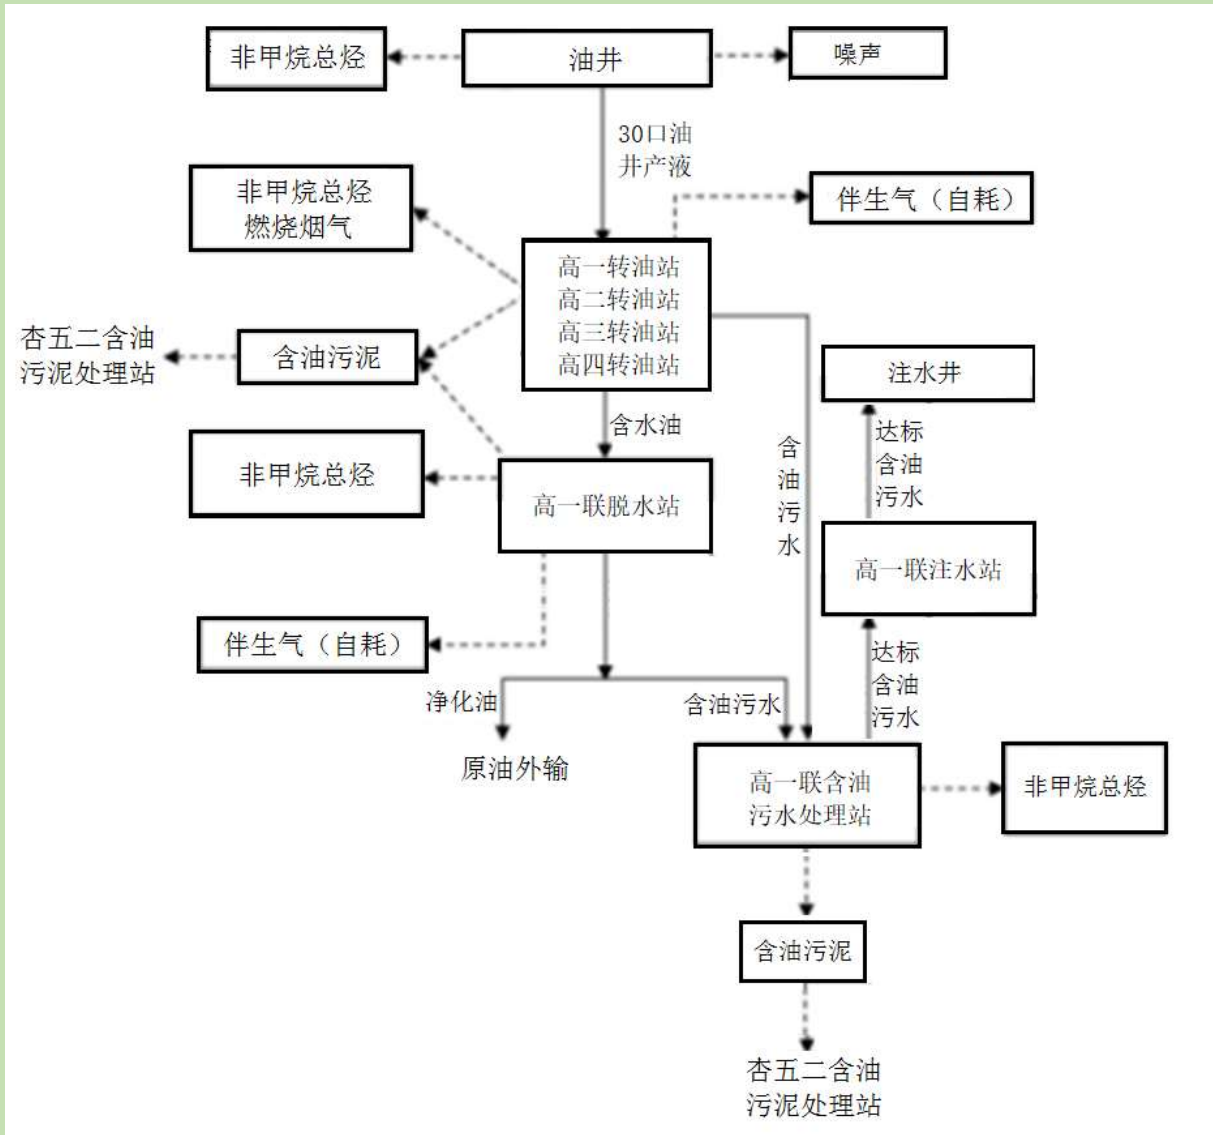 非甲烷总烃
油井
噪声
30口油
井产液
非甲烷总烃
燃烧烟气
伴生气（自耗）
高一转油站
高二转油站
高三转油站
高四转油站
杏五二含油
污泥处理站
含油污泥
注水井
含水油
含油污水
达标
含油
污水
非甲烷总烃
高一联脱水站
高一联注水站
伴生气（自耗）
达标
含油
污水
净化油
含油污水
原油外输
高一联含油
污水处理站
非甲烷总烃
含油污泥
杏五二含油
污泥处理站